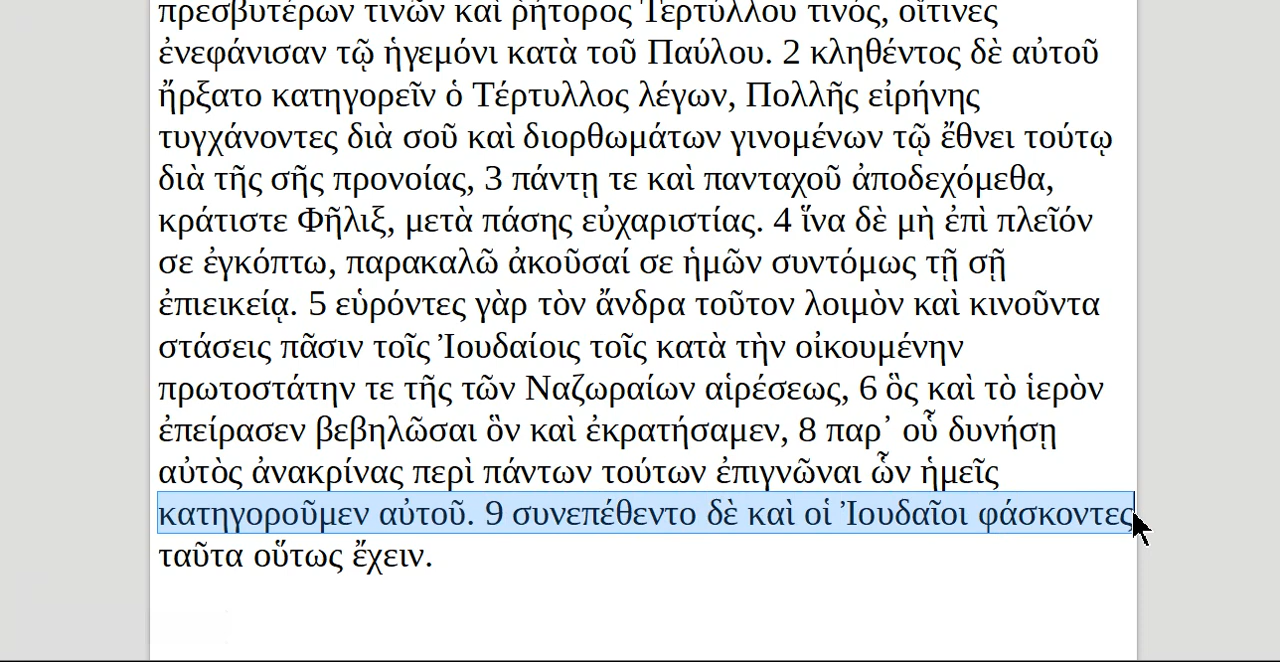 πρεσβυτέρων τινῶν καὶ ῥήτορος Τερτύλλου τινός, οἵτινες
ἐνεφάνισαν τῷ ἡγεμόνι κατὰ τοῦ Παύλου. 2 κληθέντος δὲ αὐτοῦ
ἤρξατο κατηγορεῖν ὁ Τέρτυλλος λέγων, Πολλῆς εἰρήνης
τυγχάνοντες διὰ σοῦ καὶ διορθωμάτων γινομένων τῷ ἔθνει τούτῳ
διὰ τῆς σῆς προνοίας, 3 πάντῃ τε καὶ πανταχοῦ ἀποδεχόμεθα,
κράτιστε Φῆλιξ, μετὰ πάσης εὐχαριστίας. 4 ἵνα δὲ μὴ ἐπὶ πλεῖόν
σε ἐγκόπτω, παρακαλῶ ἀκοῦσαί σε ἡμῶν συντόμως τῇ σῇ
ἐπιεικείᾳ. 5 εὑρόντες γὰρ τὸν ἄνδρα τοῦτον λοιμὸν καὶ κινοῦντα
στάσεις πᾶσιν τοῖς Ἰουδαίοις τοῖς κατὰ τὴν οἰκουμένην
πρωτοστάτην τε τῆς τῶν Ναζωραίων αἱρέσεως, 6 ὃς καὶ τὸ ἱερὸν
ἐπείρασεν βεβηλῶσαι ὃν καὶ ἐκρατήσαμεν, 8 παρ᾽ οὗ δυνήσῃ
αὐτὸς ἀνακρίνας περὶ πάντων τούτων ἐπιγνῶναι ὧν ἡμεῖς
κατηγοροῦμεν αὐτοῦ. 9 συνεπέθεντο δὲ καὶ οἱ Ἰουδαῖοι φάσκοντες
ταῦτα οὕτως ἔχειν.